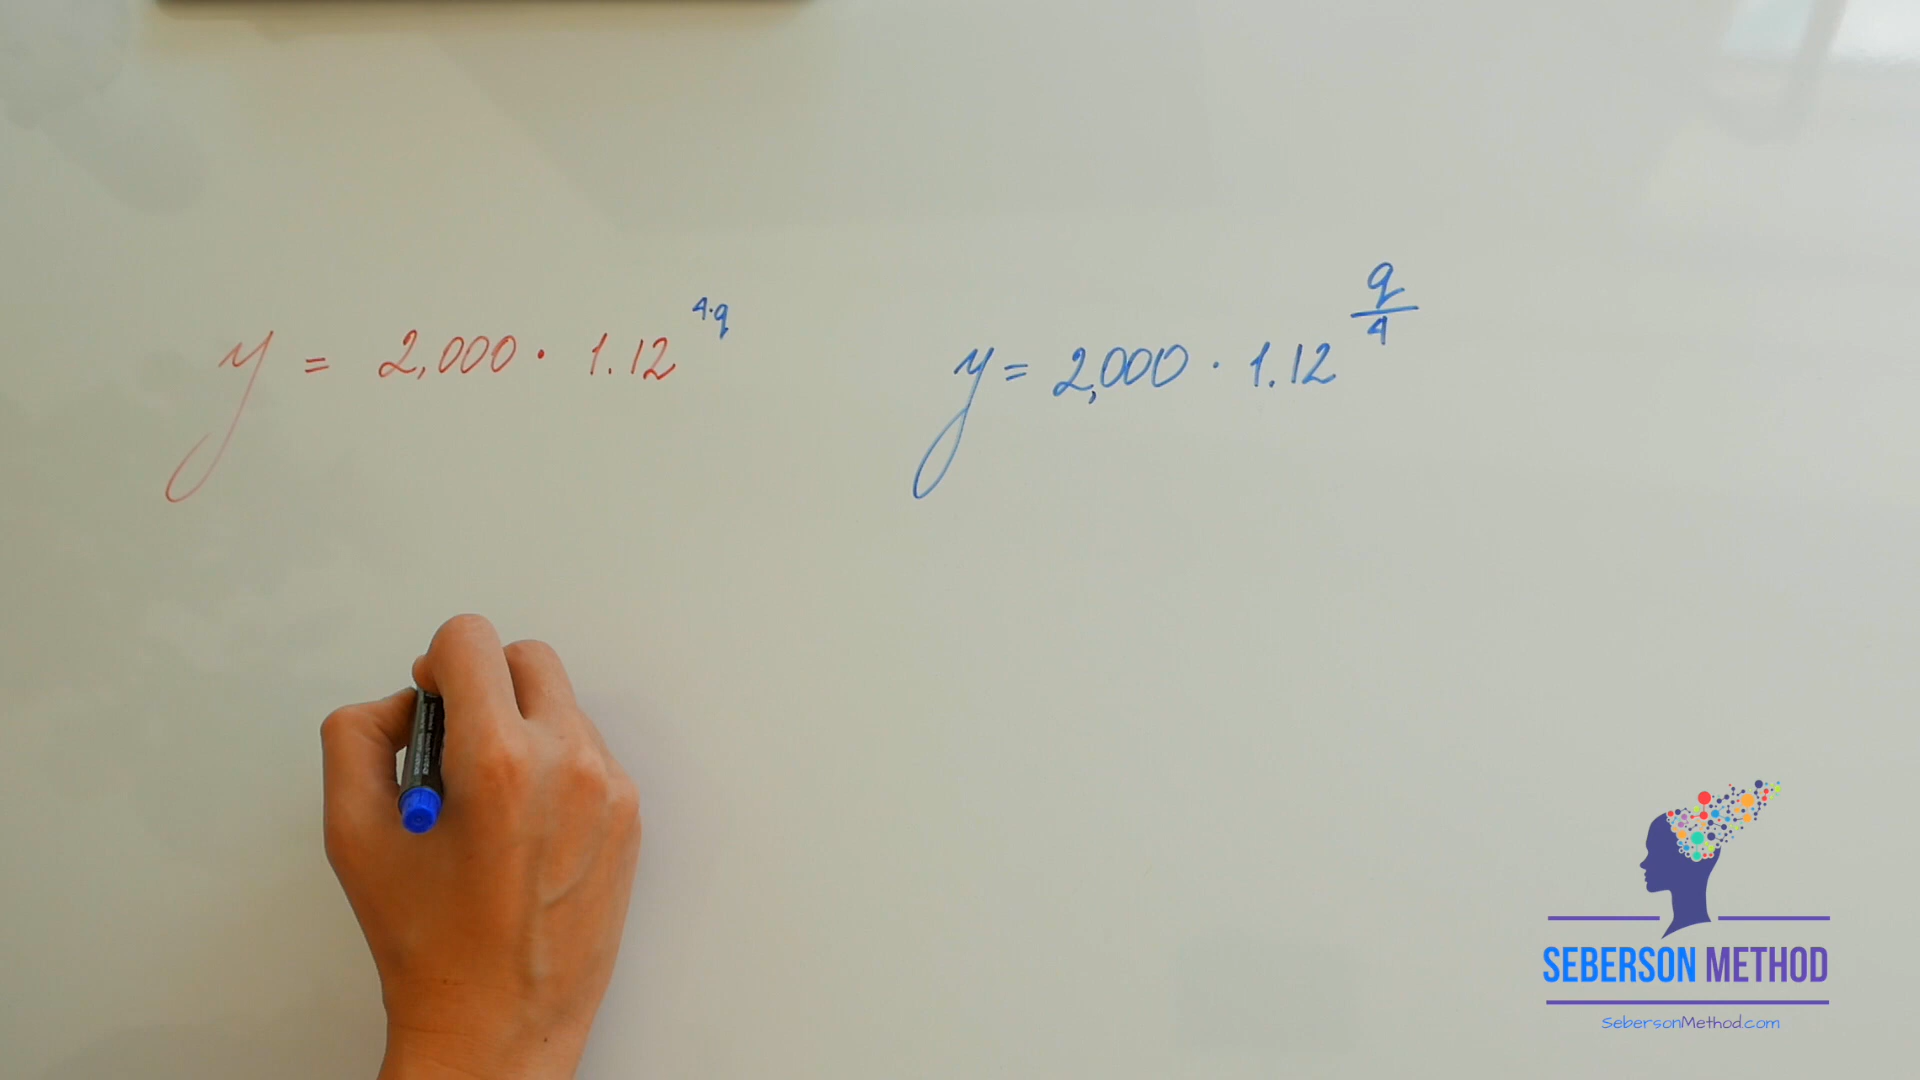 y = 2,000 · 1.12^(4·q)
y = 2,000 · 1.12^(q/4)
SEBERSON METHOD
SebersonMethod.com